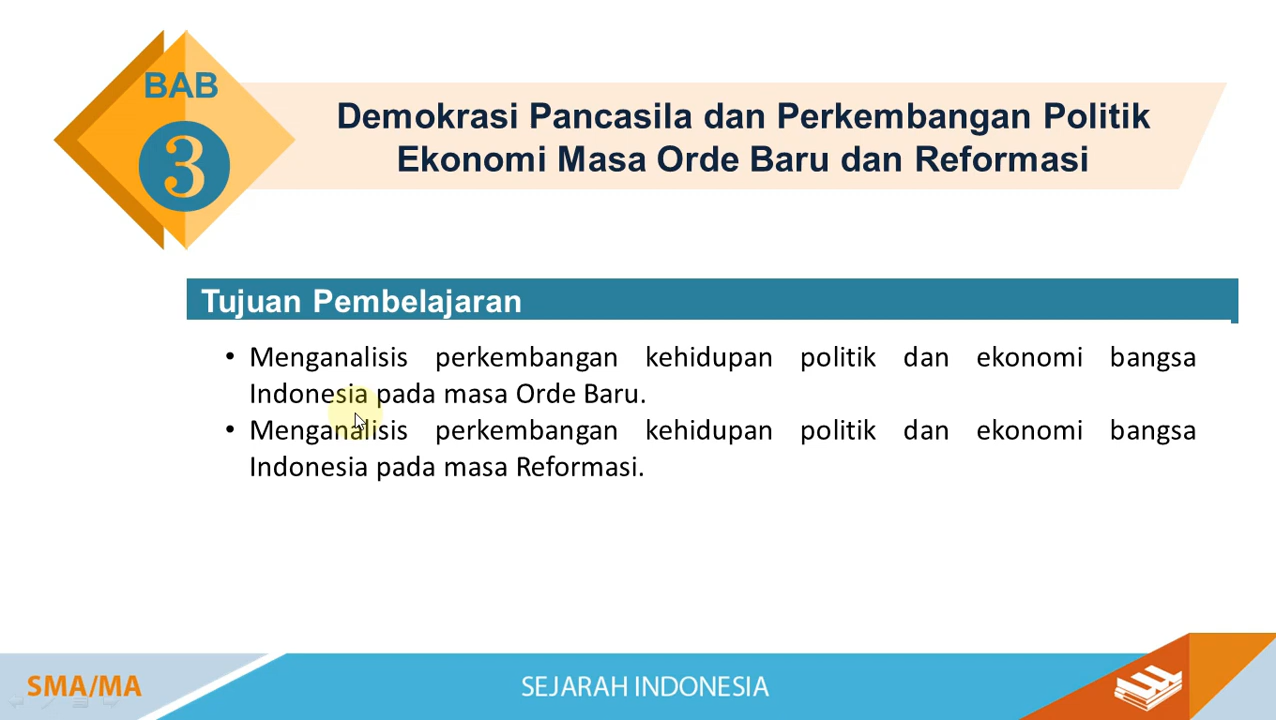 BAB
3
Demokrasi Pancasila dan Perkembangan Politik
Ekonomi Masa Orde Baru dan Reformasi
Tujuan Pembelajaran
• Menganalisis perkembangan kehidupan politik dan ekonomi bangsa
Indonesia pada masa Orde Baru.
• Menganalisis perkembangan kehidupan politik dan ekonomi bangsa
Indonesia pada masa Reformasi.
SMA/MA
SEJARAH INDONESIA